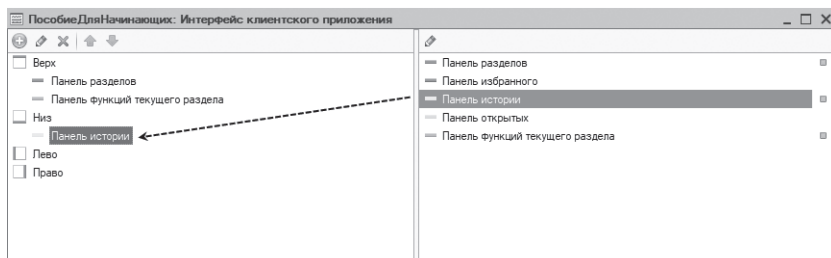 ПособиеДляНачинающих: Интерфейс клиентского приложения
Верх
Панель разделов
Панель функций текущего раздела
Низ
Панель истории
Лево
Право
Панель разделов
Панель избранного
Панель истории
Панель открытых
Панель функций текущего раздела